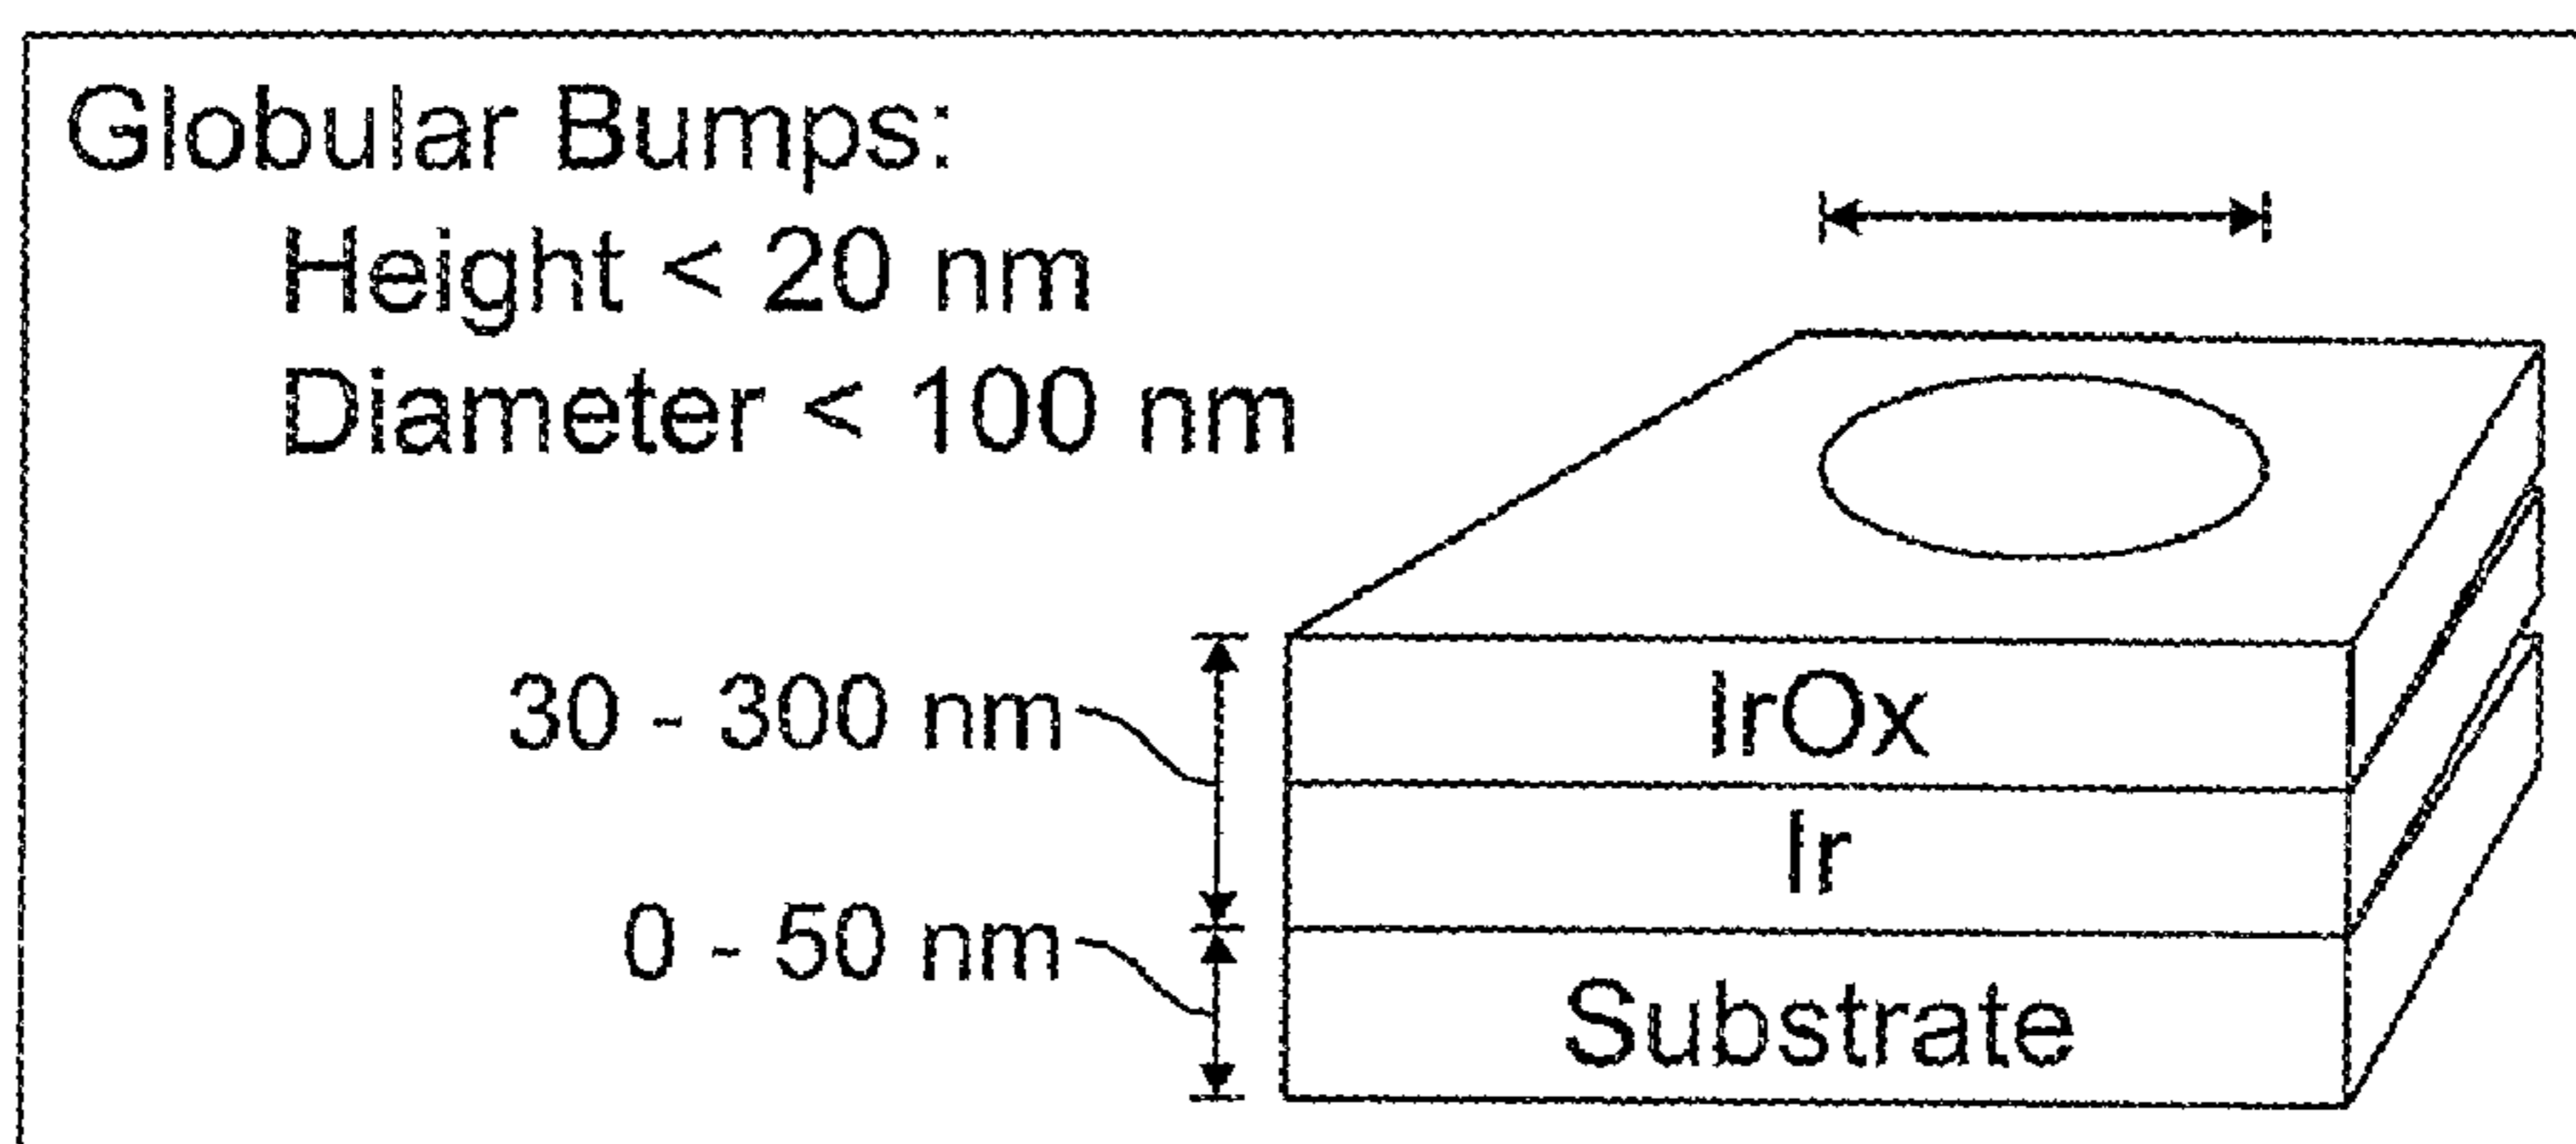 Globular Bumps:
Height < 20 nm
Diameter < 100 nm
30 - 300 nm
IrOx
Ir
0 - 50 nm
Substrate